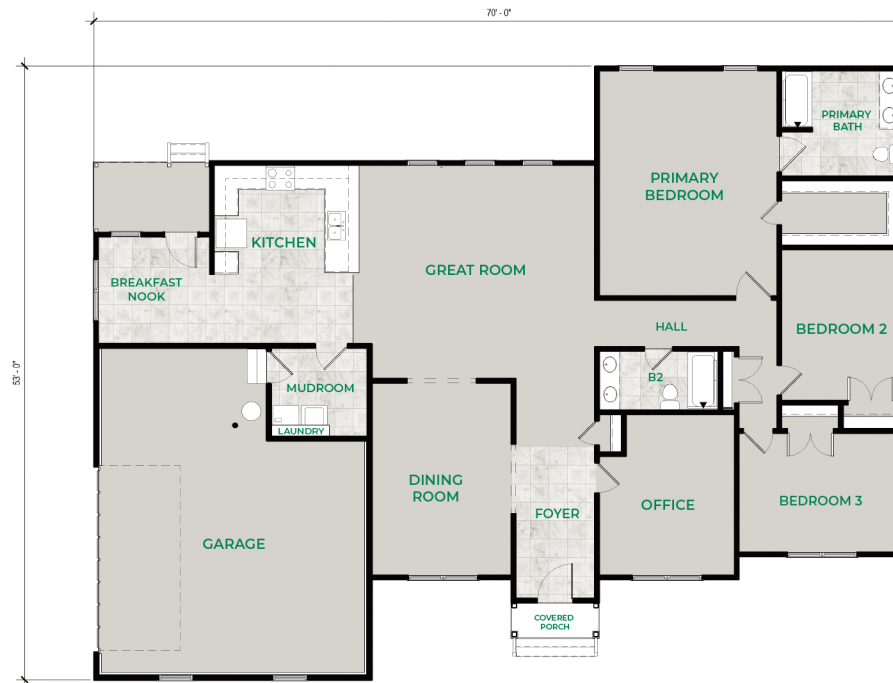 70' - 0"
PRIMARY
BATH
PRIMARY
BEDROOM
KITCHEN
GREAT ROOM
BREAKFAST
NOOK
HALL
BEDROOM 2
53' - 0"
MUDROOM
B2
LAUNDRY
DINING
ROOM
FOYER
OFFICE
BEDROOM 3
GARAGE
COVERED
PORCH